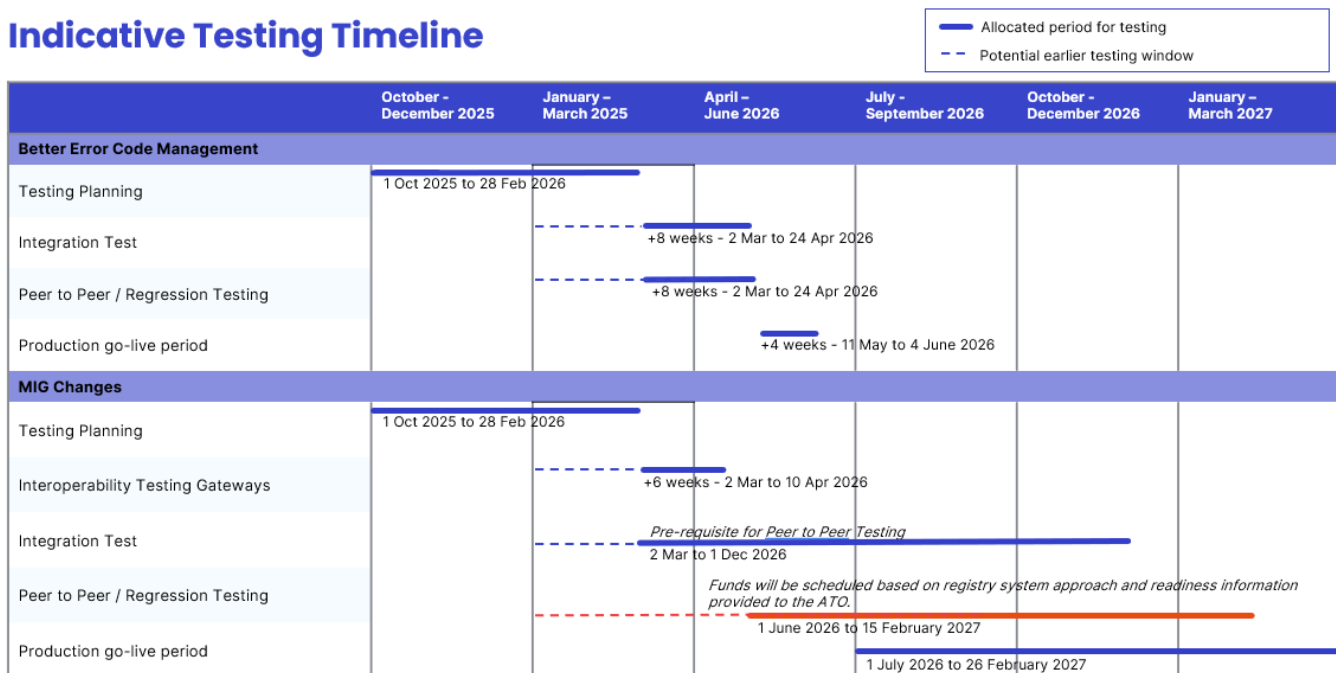 Indicative Testing Timeline
Allocated period for testing
Potential earlier testing window
October -
December 2025
January –
March 2025
April –
June 2026
July -
September 2026
October -
December 2026
January –
March 2027
Better Error Code Management
Testing Planning
1 Oct 2025 to 28 Feb 2026
Integration Test
+8 weeks - 2 Mar to 24 Apr 2026
Peer to Peer / Regression Testing
+8 weeks - 2 Mar to 24 Apr 2026
Production go-live period
+4 weeks - 11 May to 4 June 2026
MIG Changes
Testing Planning
1 Oct 2025 to 28 Feb 2026
Interoperability Testing Gateways
+6 weeks - 2 Mar to 10 Apr 2026
Integration Test
Pre-requisite for Peer to Peer Testing
2 Mar to 1 Dec 2026
Peer to Peer / Regression Testing
Funds will be scheduled based on registry system approach and readiness information
provided to the ATO.
1 June 2026 to 15 February 2027
Production go-live period
1 July 2026 to 26 February 2027